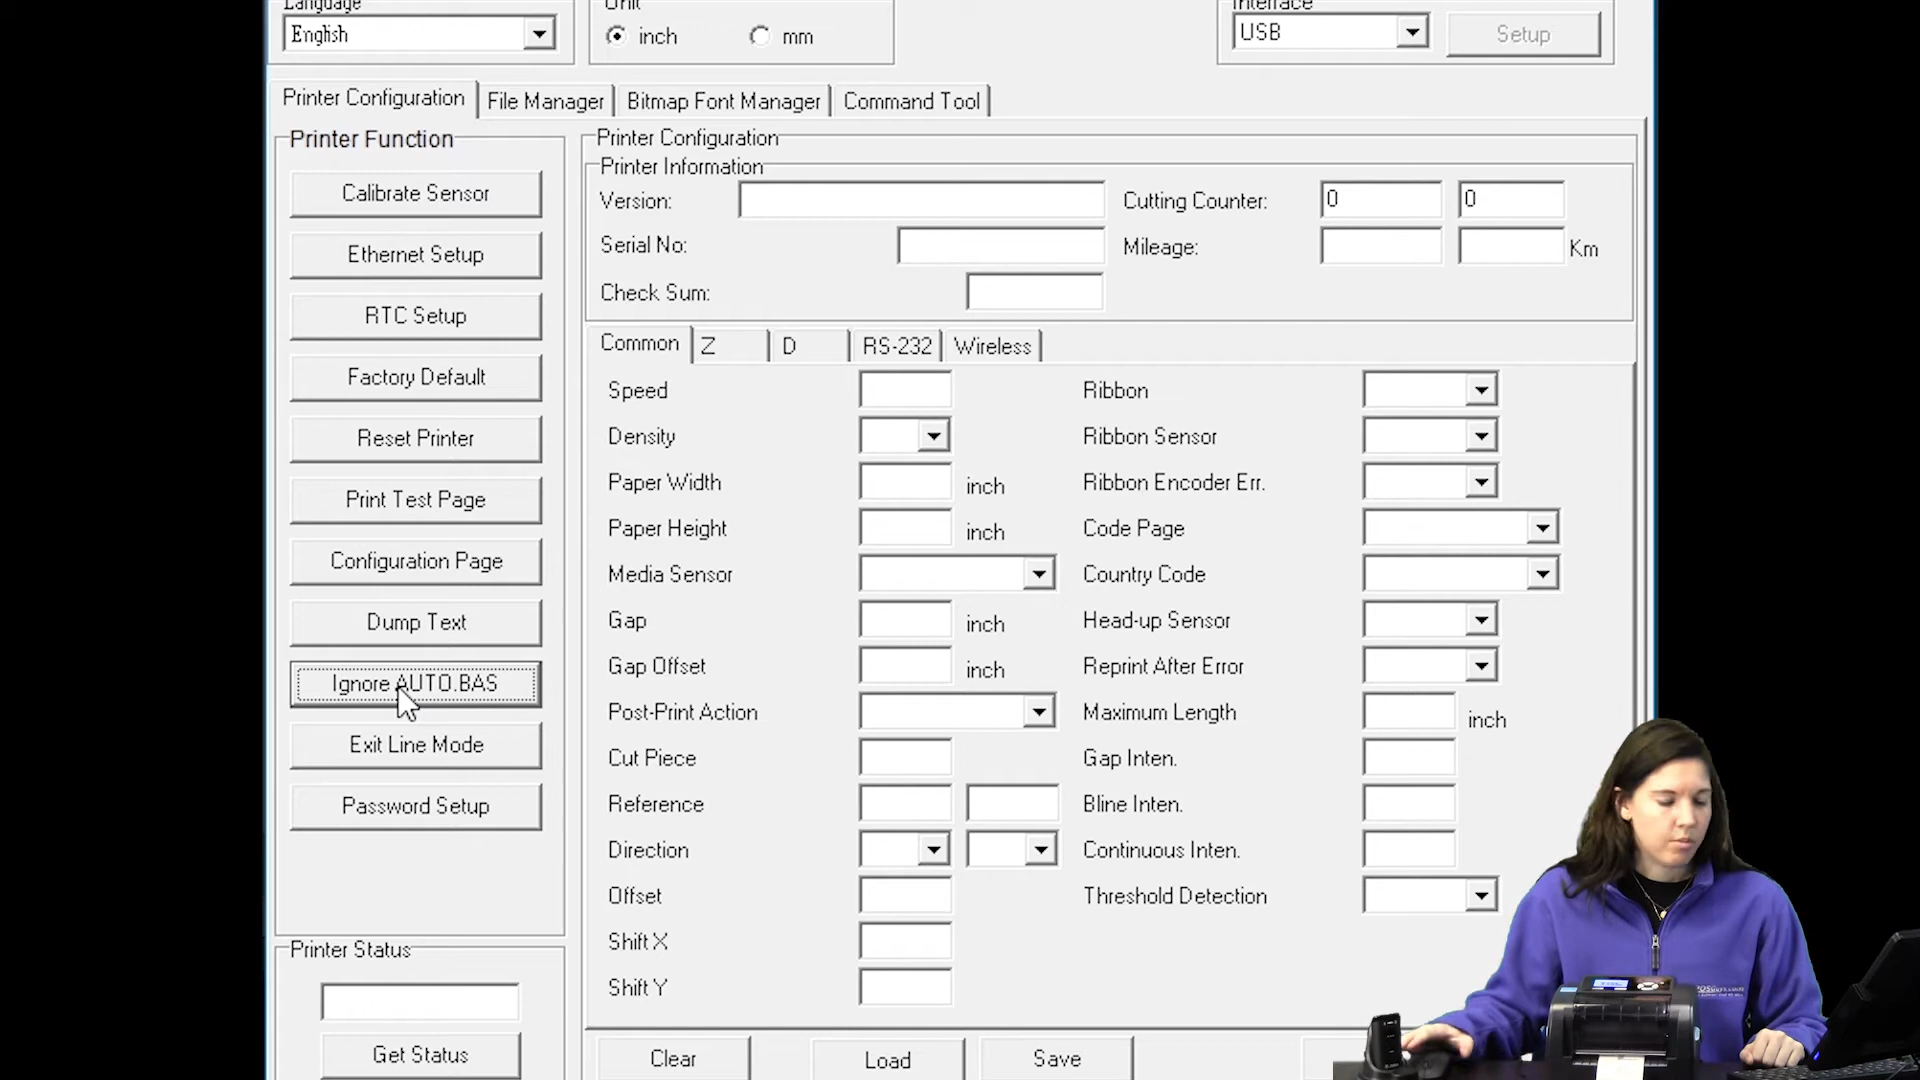 Language
Unit
Interface
English
inch
mm
USB
Setup
Printer Configuration
File Manager
Bitmap Font Manager
Command Tool
Printer Function
Calibrate Sensor
Ethernet Setup
RTC Setup
Factory Default
Reset Printer
Print Test Page
Configuration Page
Dump Text
Ignore AUTO.BAS
Exit Line Mode
Password Setup
Printer Status
Get Status
Printer Configuration
Printer Information
Version:
Cutting Counter:
0
0
Serial No:
Mileage:
Km
Check Sum:
Common
Z
D
RS-232
Wireless
Speed
Density
Paper Width
inch
Paper Height
inch
Media Sensor
Gap
inch
Gap Offset
inch
Post-Print Action
Cut Piece
Reference
Direction
Offset
Shift X
Shift Y
Ribbon
Ribbon Sensor
Ribbon Encoder Err.
Code Page
Country Code
Head-up Sensor
Reprint After Error
Maximum Length
inch
Gap Inten.
Bline Inten.
Continuous Inten.
Threshold Detection
Clear
Load
Save